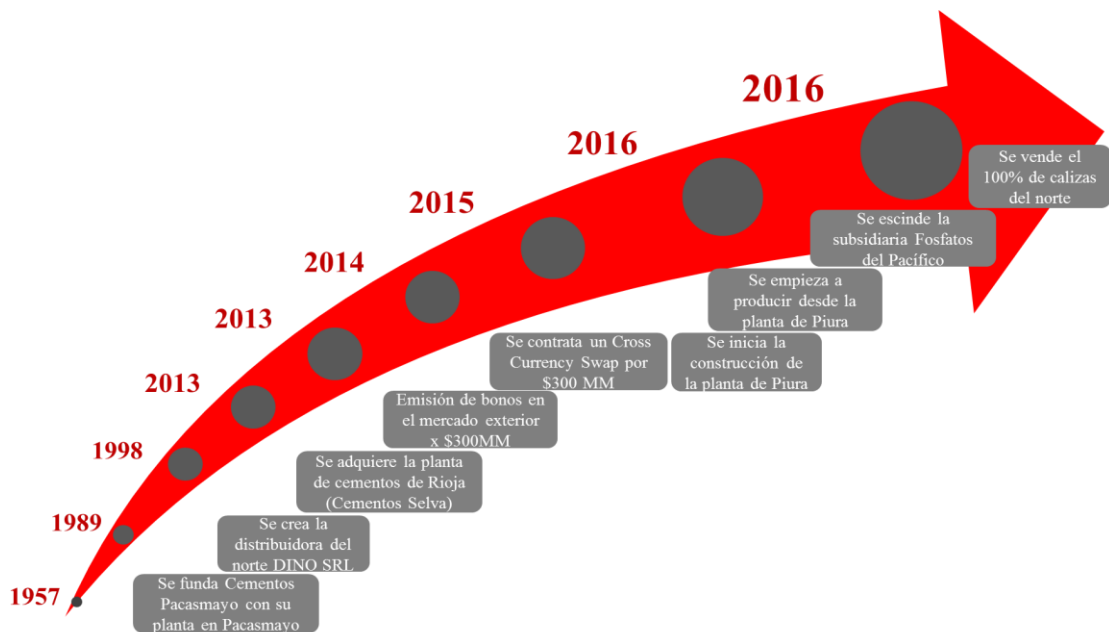 1957
Se funda Cementos
Pacasmayo con su
planta en Pacasmayo
1989
Se crea la
distribuidora del
norte DINO SRL
1998
Se adquiere la planta
de cementos de Rioja
(Cementos Selva)
2013
Emisión de bonos en
el mercado exterior
x $300MM
2013
Se contrata un Cross
Currency Swap por
$300 MM
2014
Se inicia la
construcción de
la planta de Piura
2015
Se empieza a
producir desde la
planta de Piura
2016
Se escinde la
subsidiaria Fosfatos
del Pacífico
2016
Se vende el
100% de calizas
del norte